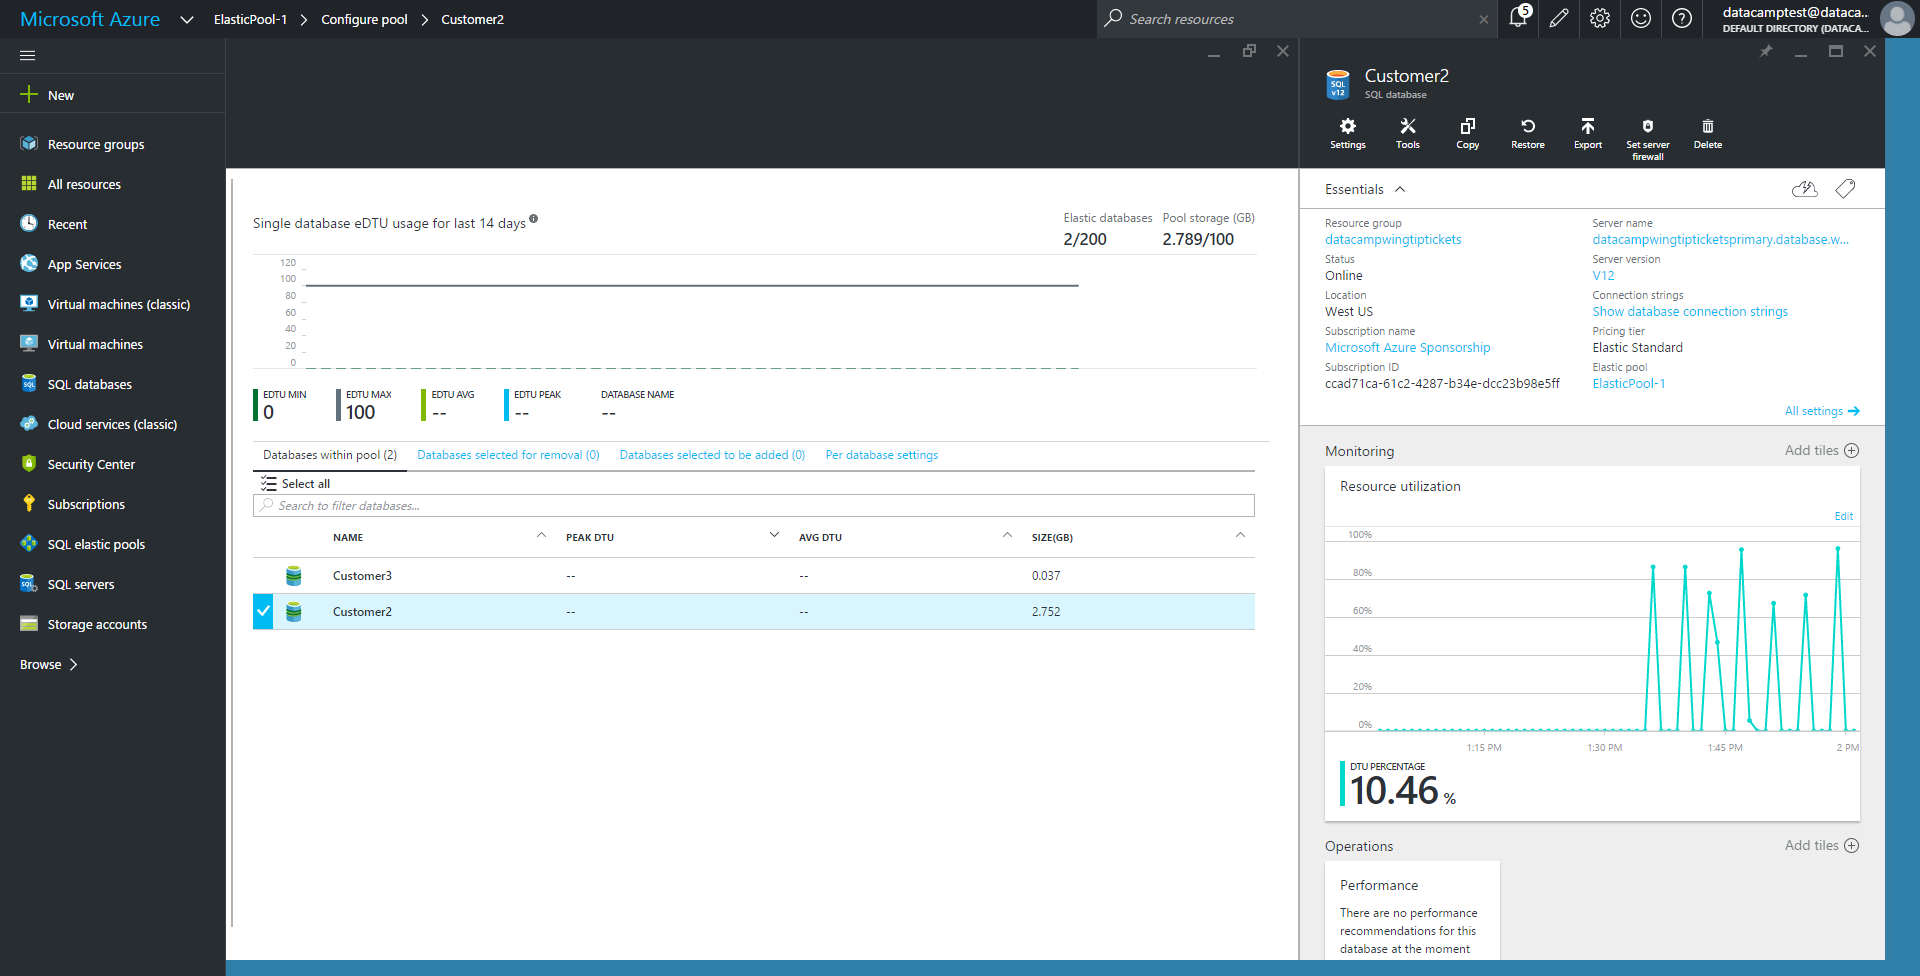 Microsoft Azure
ElasticPool-1 > Configure pool > Customer2
Search resources
5
datacamptest@dataca...
DEFAULT DIRECTORY (DATACA...
New
Resource groups
All resources
Recent
App Services
Virtual machines (classic)
Virtual machines
SQL databases
Cloud services (classic)
Security Center
Subscriptions
SQL elastic pools
SQL servers
Storage accounts
Browse >
Single database eDTU usage for last 14 days
Elastic databases
2/200
Pool storage (GB)
2.789/100
120
100
80
60
40
20
0
EDTU MIN
0
EDTU MAX
100
EDTU AVG
--
EDTU PEAK
--
DATABASE NAME
--
Databases within pool (2)
Databases selected for removal (0)
Databases selected to be added (0)
Per database settings
Select all
Search to filter databases...
NAME PEAK DTU AVG DTU SIZE(GB)
Customer3 -- -- 0.037
Customer2 -- -- 2.752
SQL
v12
Customer2
SQL database
Settings
Tools
Copy
Restore
Export
Set server
firewall
Delete
Essentials
Resource group
datacampwingtiptickets
Status
Online
Location
West US
Subscription name
Microsoft Azure Sponsorship
Subscription ID
ccad71ca-61c2-4287-b34e-dcc23b98e5ff
Server name
datacampwingtipticketsprimary.database.w...
Server version
V12
Connection strings
Show database connection strings
Pricing tier
Elastic Standard
Elastic pool
ElasticPool-1
All settings
Monitoring
Add tiles
Resource utilization
Edit
100%
80%
60%
40%
20%
0%
1:15 PM
1:30 PM
1:45 PM
2 PM
DTU PERCENTAGE
10.46 %
Operations
Add tiles
Performance
There are no performance
recommendations for this
database at the moment